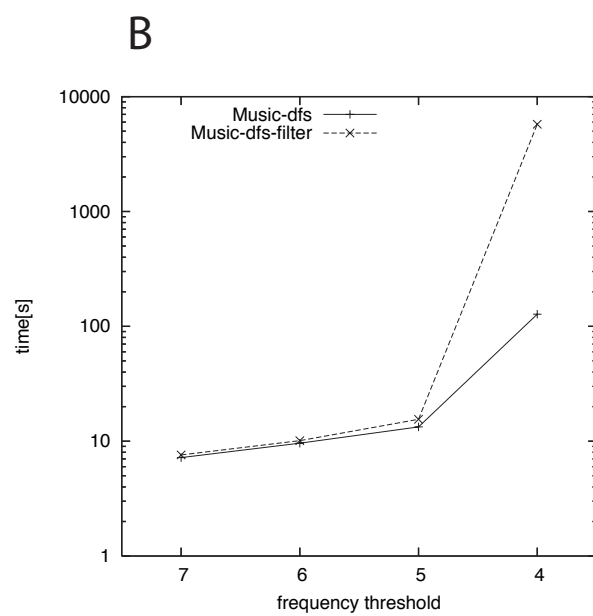 B
10000
Music-dfs
Music-dfs-filter
1000
time[s]
100
10
1
7 6 5 4
frequency threshold